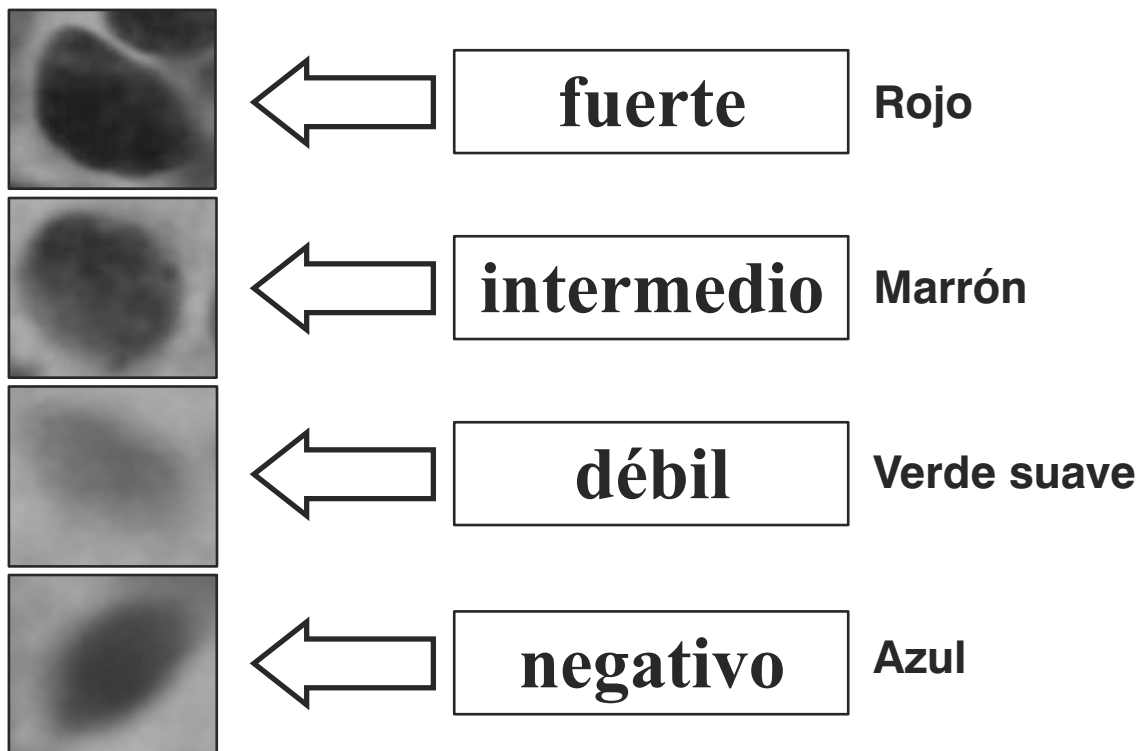 fuerte Rojo
intermedio Marrón
débil Verde suave
negativo Azul